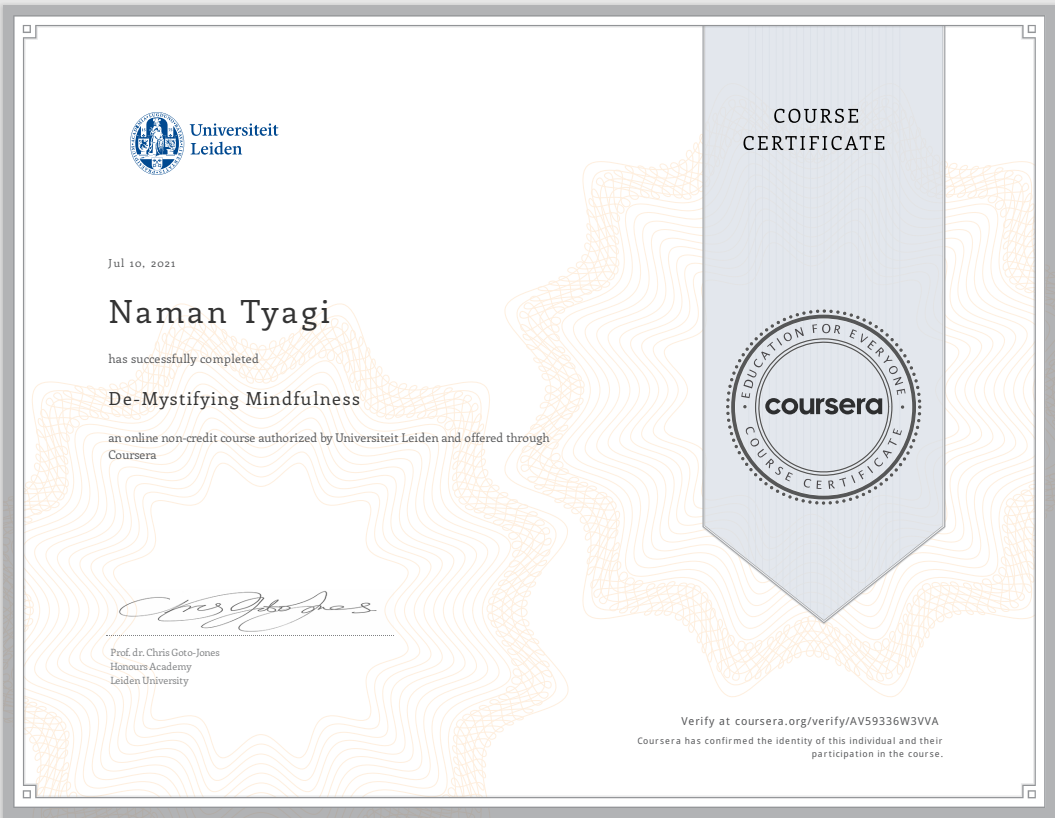 Universiteit
Leiden
COURSE
CERTIFICATE
Jul 10, 2021
Naman Tyagi
has successfully completed
De-Mystifying Mindfulness
an online non-credit course authorized by Universiteit Leiden and offered through
Coursera
EDUCATION FOR EVERYONE
coursera
COURSE CERTIFICATE
Chris Goto-Jones
Prof. dr. Chris Goto-Jones
Honours Academy
Leiden University
Verify at coursera.org/verify/AV59336W3VVA
Coursera has confirmed the identity of this individual and their
participation in the course.